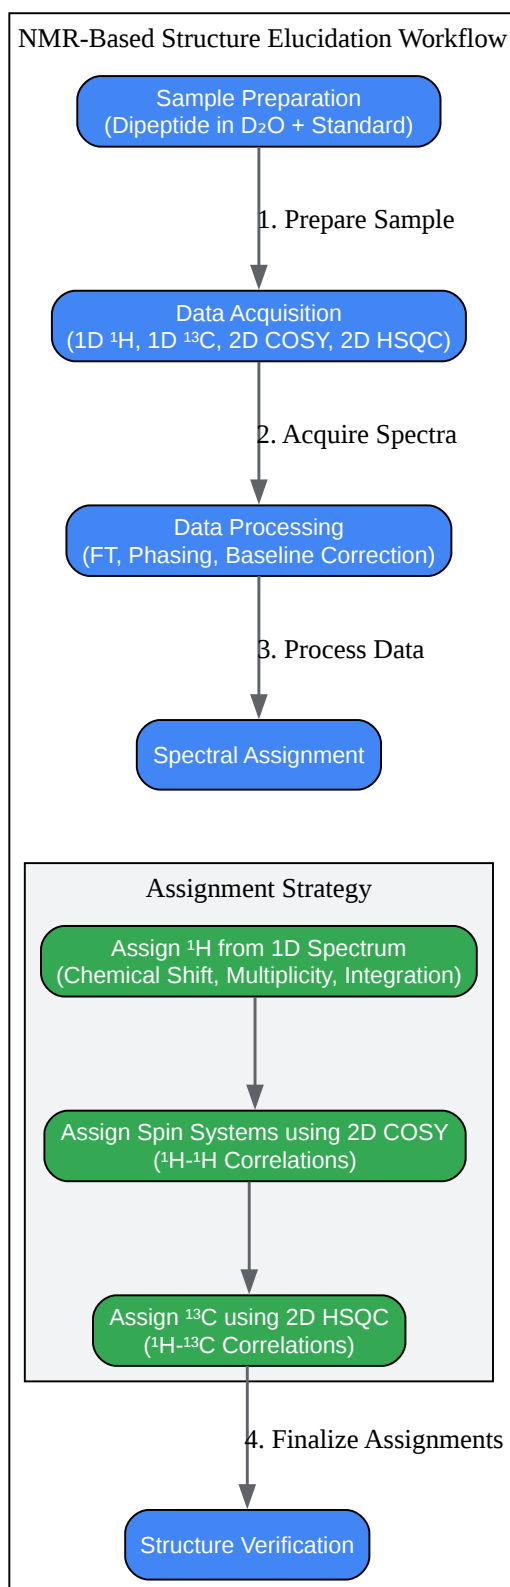 NMR-Based Structure Elucidation Workflow
Sample Preparation
(Dipeptide in D₂O + Standard)
1. Prepare Sample
Data Acquisition
(1D ¹H, 1D ¹³C, 2D COSY, 2D HSQC)
2. Acquire Spectra
Data Processing
(FT, Phasing, Baseline Correction)
3. Process Data
Spectral Assignment
Assignment Strategy
Assign ¹H from 1D Spectrum
(Chemical Shift, Multiplicity, Integration)
Assign Spin Systems using 2D COSY
(¹H-¹H Correlations)
Assign ¹³C using 2D HSQC
(¹H-¹³C Correlations)
4. Finalize Assignments
Structure Verification